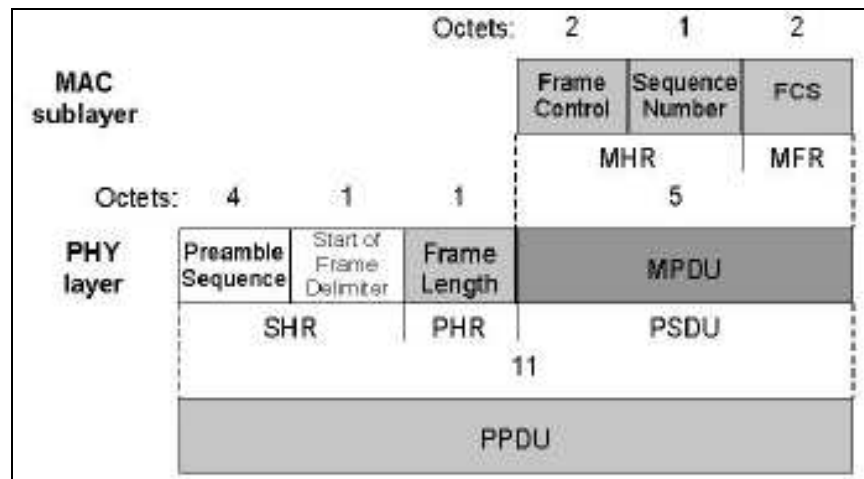 Octets: 2 1 2
MAC
sublayer
Frame
Control
Sequence
Number
FCS
MHR MFR
Octets: 4 1 1 5
PHY
layer
Preamble
Sequence
Start of
Frame
Delimiter
Frame
Length
MPDU
SHR PHR PSDU
11
PPDU